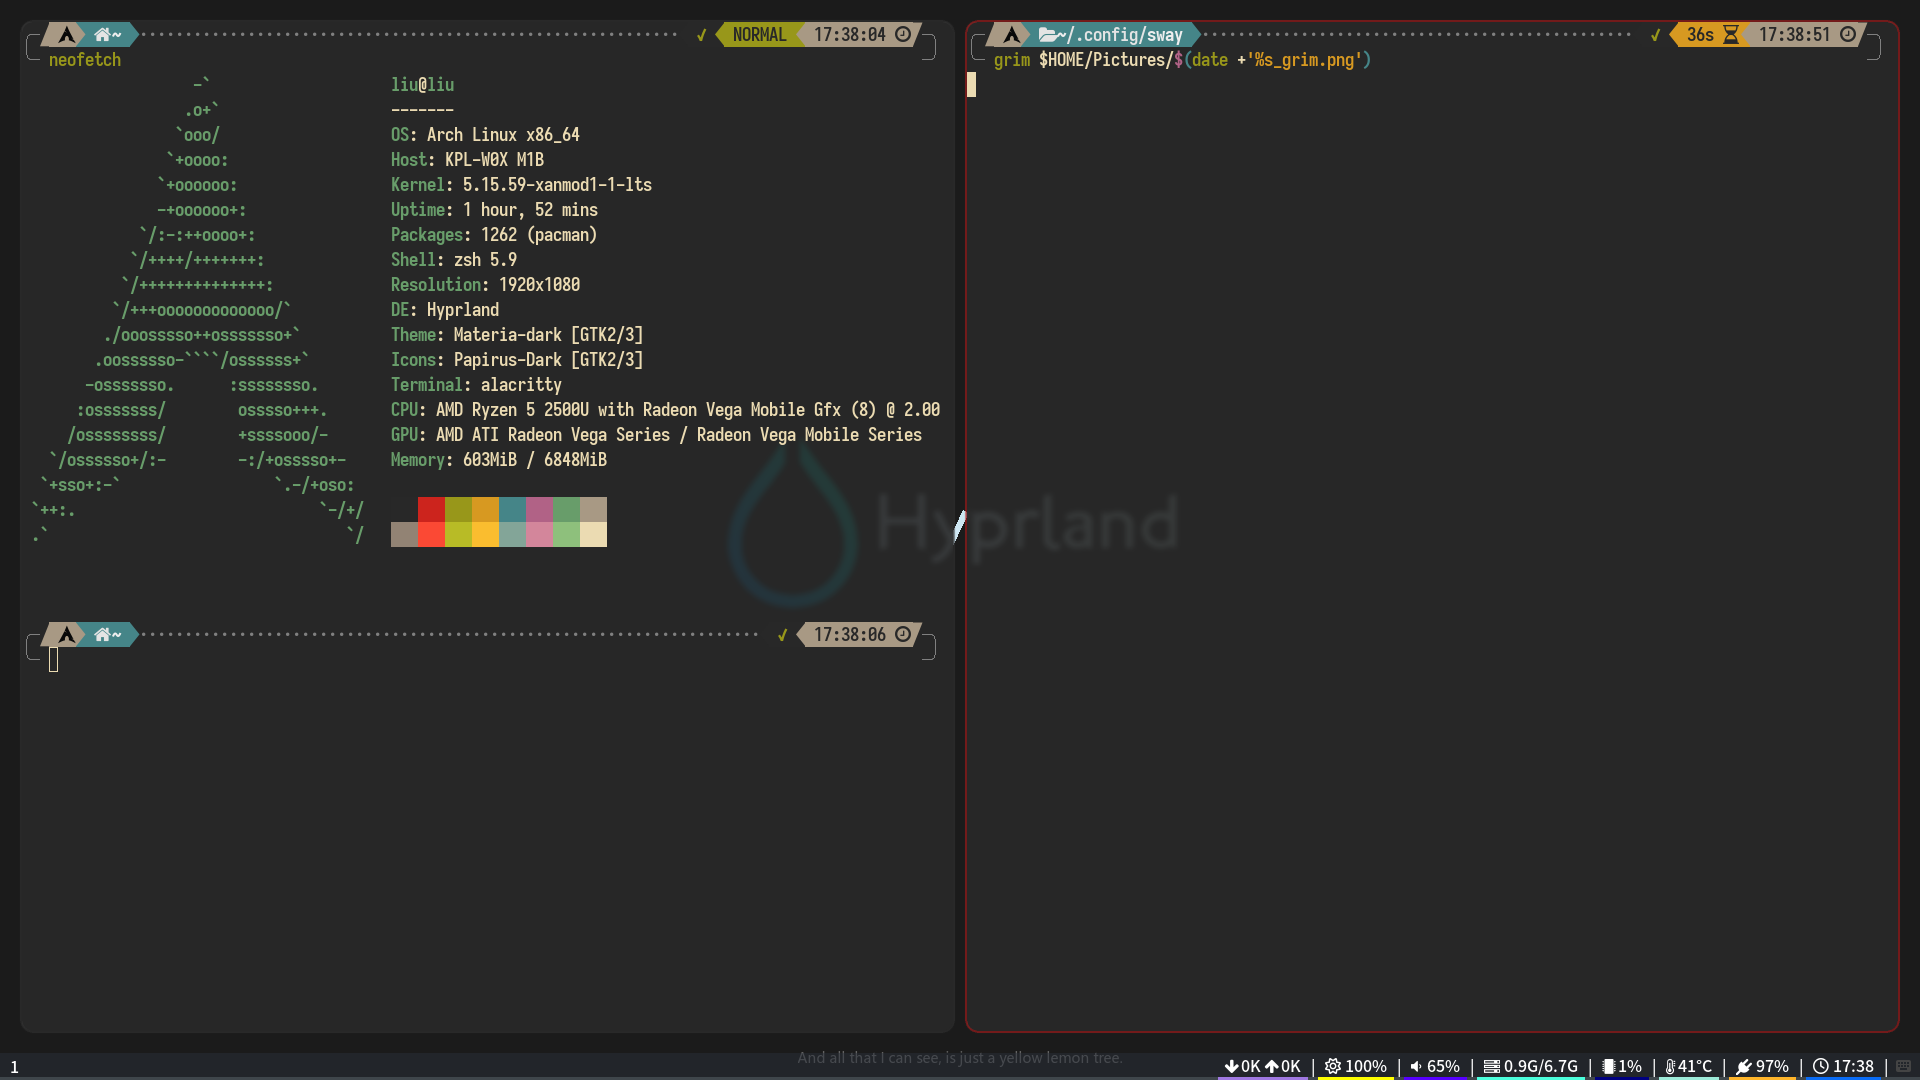 ~ NORMAL 17:38:04
neofetch
liu@liu
-------
OS: Arch Linux x86_64
Host: KPL-W0X M1B
Kernel: 5.15.59-xanmod1-1-lts
Uptime: 1 hour, 52 mins
Packages: 1262 (pacman)
Shell: zsh 5.9
Resolution: 1920x1080
DE: Hyprland
Theme: Materia-dark [GTK2/3]
Icons: Papirus-Dark [GTK2/3]
Terminal: alacritty
CPU: AMD Ryzen 5 2500U with Radeon Vega Mobile Gfx (8) @ 2.00
GPU: AMD ATI Radeon Vega Series / Radeon Vega Mobile Series
Memory: 603MiB / 6848MiB
-`
.o+`
`ooo/
`+oooo:
`+oooooo:
-+oooooo+:
`/:-:++oooo+:
`/++++/+++++++:
`/++++++++++++++:
`/+++ooooooooooooo/`
./ooosssso++osssssso+`
.oossssso-````/ossssss+`
-osssssso.      :ssssssso.
:osssssss/        osssso+++.
/ossssssss/        +ssssooo/-
`/ossssso+/:-        -:/+osssso+-
`+sso+:-`                 `.-/+oso:
`++:.                           `-/+/
.`                                 `/
~ 17:38:06
~/.config/sway 36s 17:38:51
grim $HOME/Pictures/$(date +'%s_grim.png')
Hyprland
And all that I can see, is just a yellow lemon tree.
1 0K 0K | 100% | 65% | 0.9G/6.7G | 1% | 41°C | 97% | 17:38 |